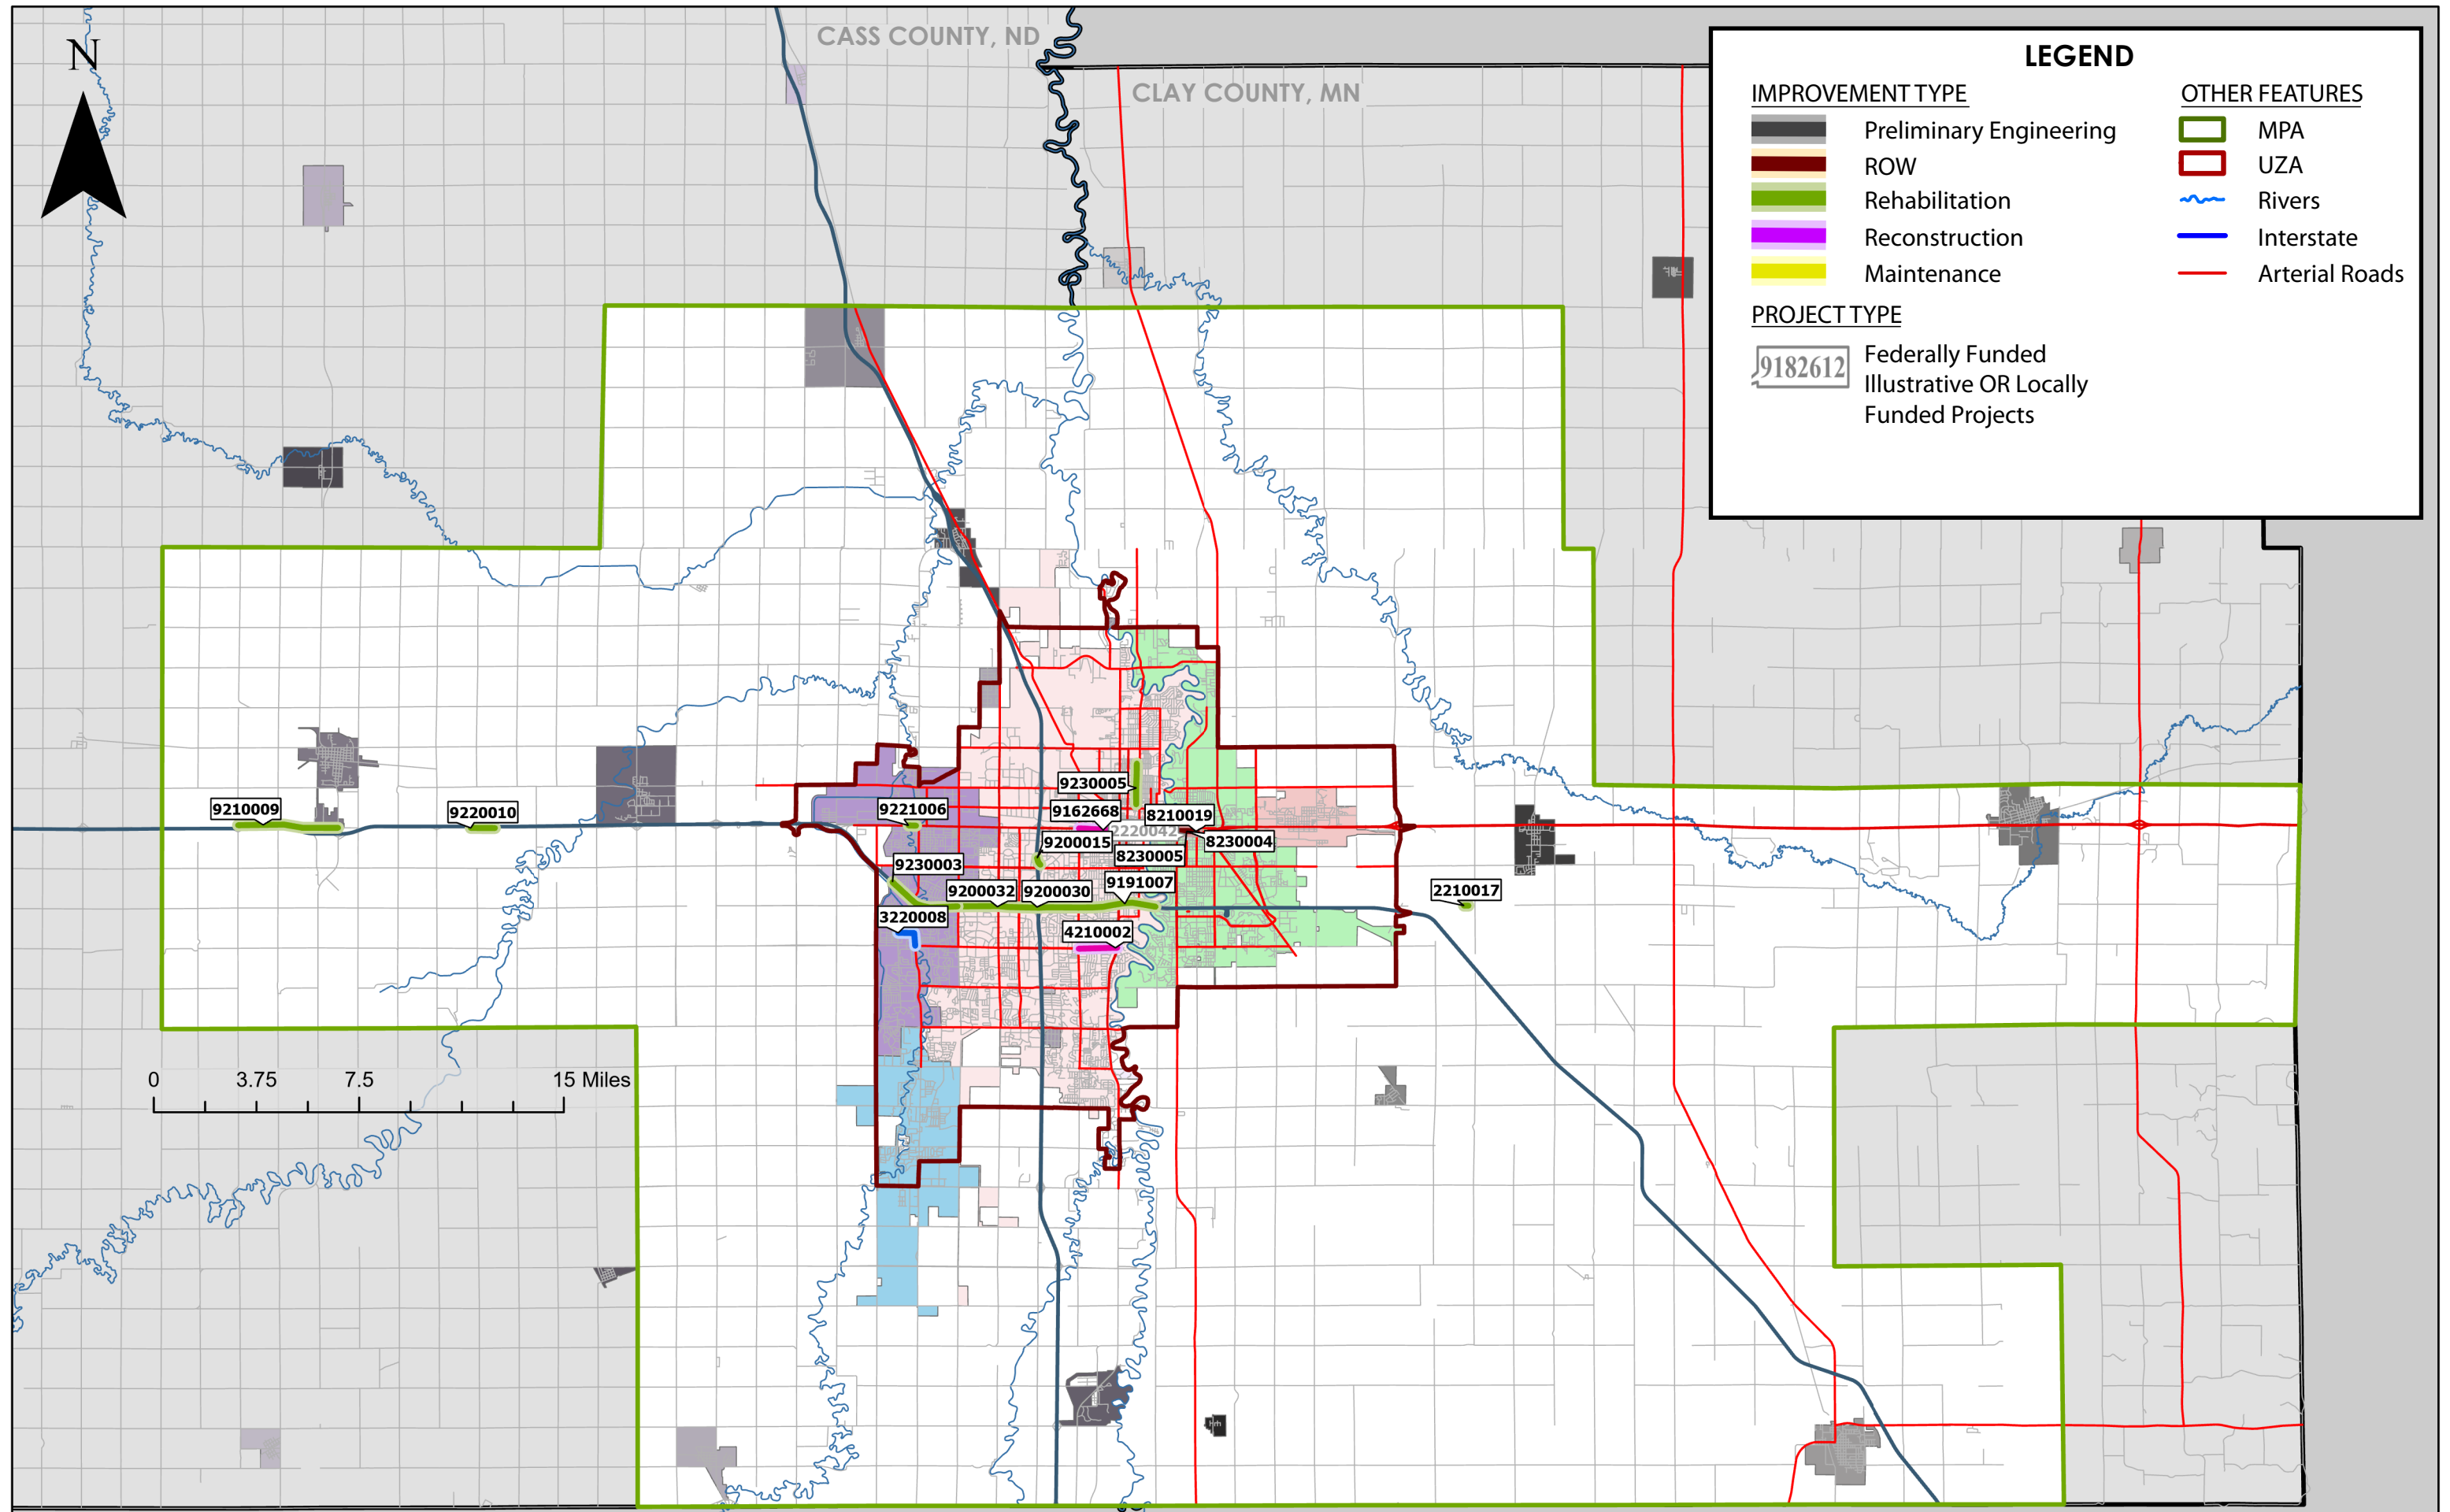 CASS COUNTY, ND
CLAY COUNTY, MN
N
LEGEND
IMPROVEMENT TYPE
Preliminary Engineering
ROW
Rehabilitation
Reconstruction
Maintenance
PROJECT TYPE
9182612
Federally Funded
Illustrative OR Locally
Funded Projects
OTHER FEATURES
MPA
UZA
Rivers
Interstate
Arterial Roads
9230005
9210009
9220010
9221006
9162668
8210019
2220042
9200015
8230004
8230005
9230003
9200032
9200030
9191007
2210017
3220008
4210002
0 3.75 7.5 15 Miles